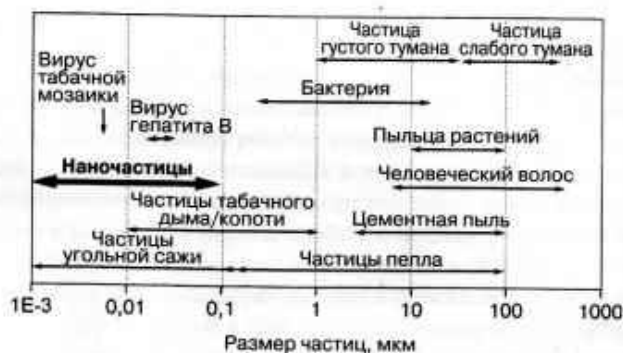 Частица
густого тумана
Частица
слабого тумана
Вирус
табачной
мозаики
Бактерия
Вирус
гепатита В
Пыльца растений
Наночастицы
Человеческий волос
Частицы табачного
дыма/копоти
Цементная пыль
Частицы
угольной сажи
Частицы пепла
1E-3 0,01 0,1 1 10 100 1000
Размер частиц, мкм